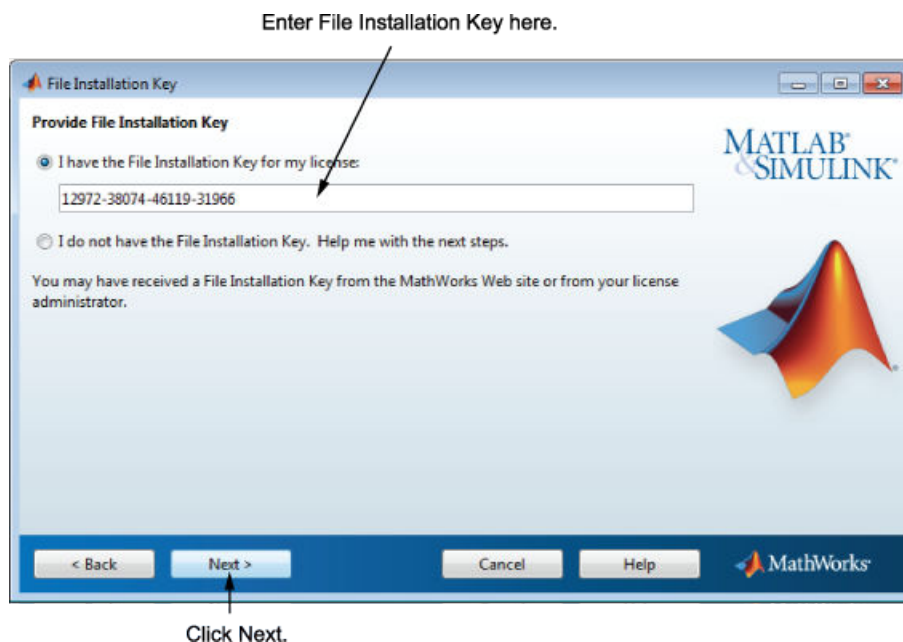 Enter File Installation Key here.
File Installation Key
Provide File Installation Key
I have the File Installation Key for my license:
12972-38074-46119-31966
I do not have the File Installation Key. Help me with the next steps.
You may have received a File Installation Key from the MathWorks Web site or from your license
administrator.
MATLAB®
&SIMULINK®
< Back
Next >
Cancel
Help
MathWorks®
Click Next.